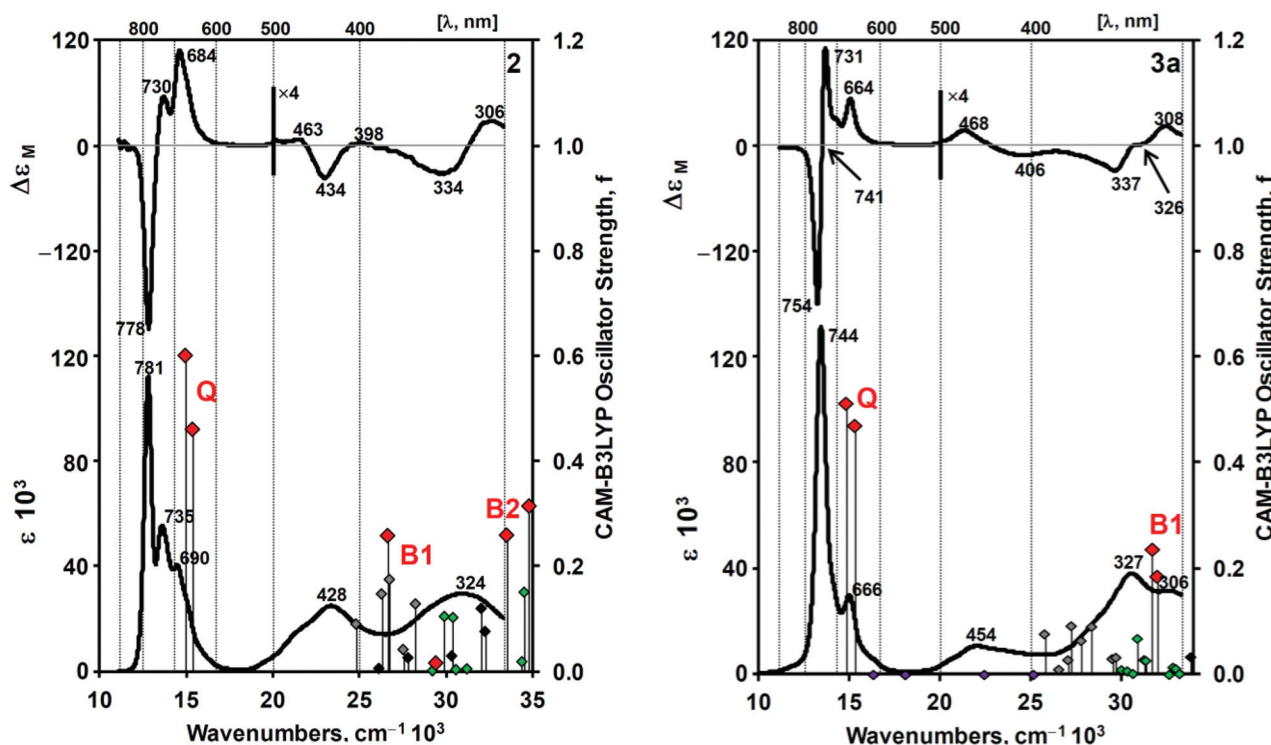 800 600 500 400 [λ, nm]
120 1.2
2
684
730
×4
463 398 306
0 1.0
434 334
ΔεM
−120 0.8
778
781
120 0.6
Q
80 0.4
B2
735
B1
690
ε 10³
40 0.2
428 324
0 0.0
10 15 20 25 30 35
Wavenumbers, cm⁻¹ 10³
CAM-B3LYP Oscillator Strength, f
800 600 500 400 [λ, nm]
120 1.2
731 3a
664
×4
468 308
0 1.0
406
741 337
326
ΔεM
−120 0.8
754
744
120 0.6
Q
80 0.4
B1
ε 10³
40 327 0.2
666 306
454
0 0.0
10 15 20 25 30
Wavenumbers, cm⁻¹ 10³
CAM-B3LYP Oscillator Strength, f